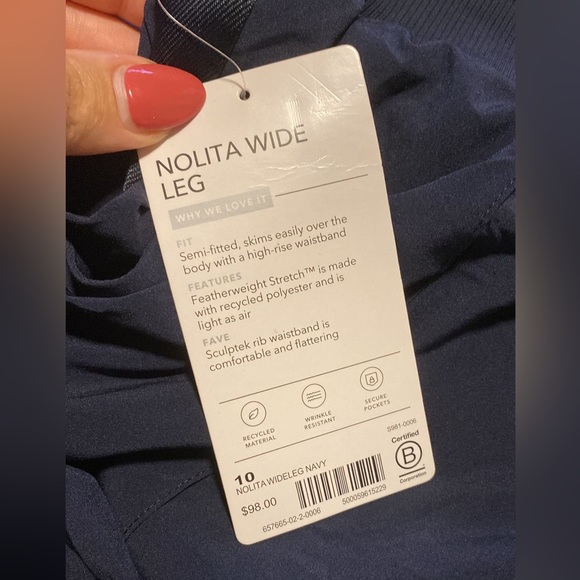 NOLITA WIDE
LEG
WHY WE LOVE IT
FIT
Semi-fitted, skims easily over the
body with a high-rise waistband
FEATURES
Featherweight Stretch™ is made
with recycled polyester and is
light as air
FAVE
Sculptek rib waistband is
comfortable and flattering
RECYCLED
MATERIAL
WRINKLE
RESISTANT
SECURE
POCKETS
S981-0006
10
NOLITA WIDELEG NAVY
$98.00
657665-02-2-0006
500059615229
Certified
B
Corporation